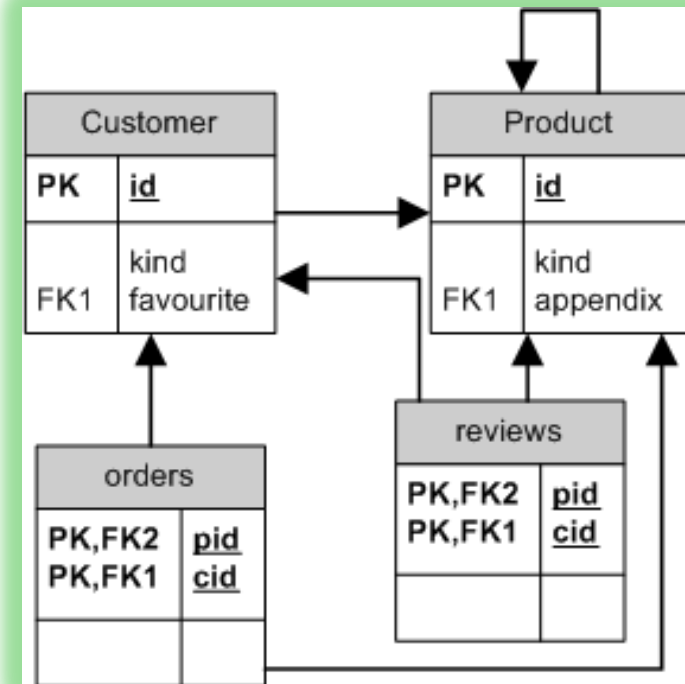 Customer
PK id
kind
FK1 favourite
Product
PK id
kind
FK1 appendix
orders
PK,FK2 pid
PK,FK1 cid
reviews
PK,FK2 pid
PK,FK1 cid